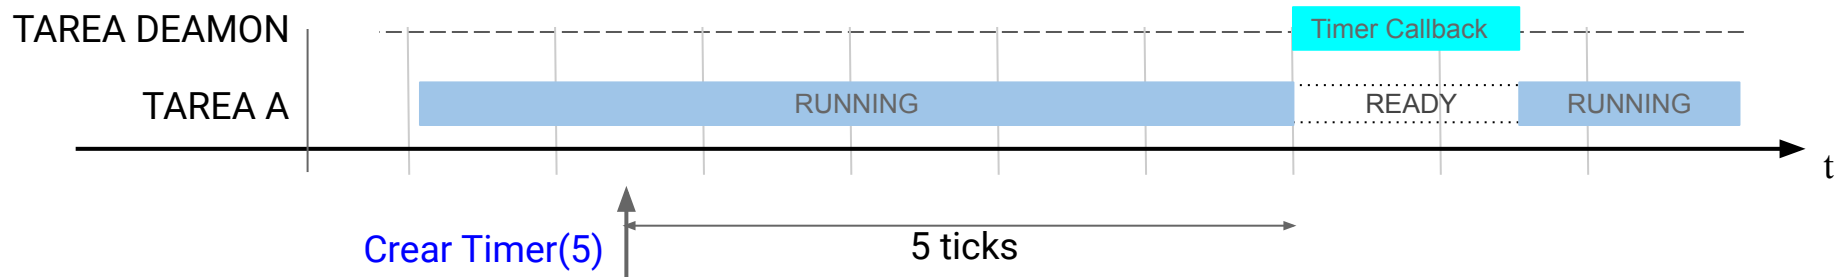 TAREA DEAMON
Timer Callback
TAREA A
RUNNING
READY
RUNNING
t
Crear Timer(5)
5 ticks